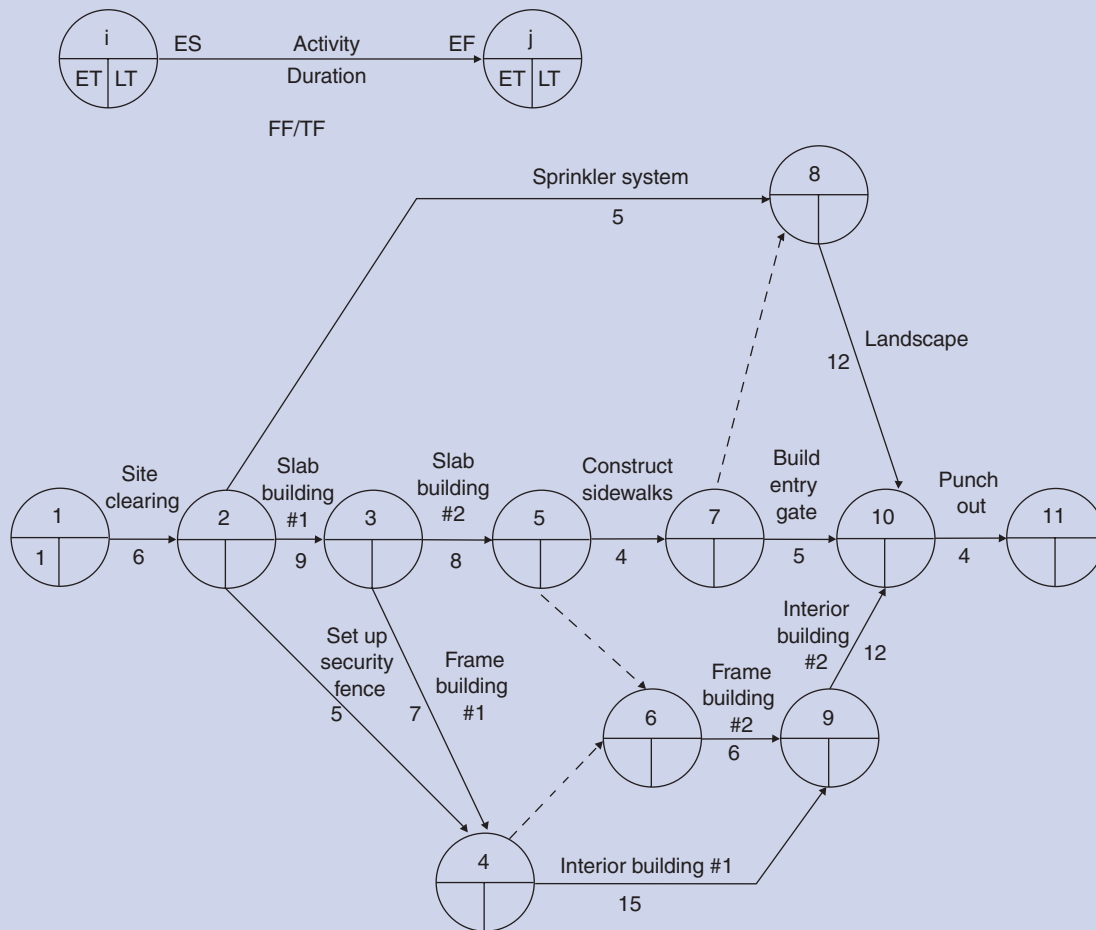 i
ES
Activity
EF
j
ET
LT
Duration
ET
LT
FF/TF
8
Sprinkler system
5
Landscape
12
Site
clearing
Slab
building
#1
Slab
building
#2
Construct
sidewalks
Build
entry
gate
Punch
out
1
2
3
5
7
10
11
1
6
9
8
4
5
4
Set up
security
fence
5
Frame
building
#1
7
Interior
building
#2
12
Frame
building
#2
6
6
9
4
Interior building #1
15